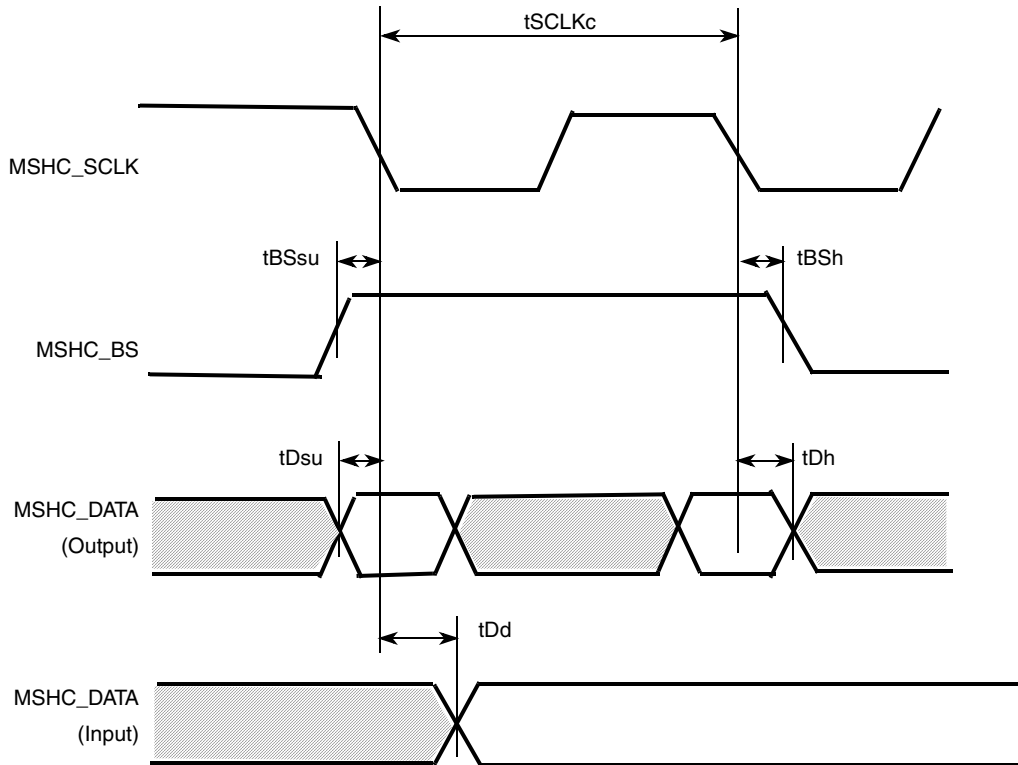 tSCLKc
MSHC_SCLK
tBSsu
tBSh
MSHC_BS
tDsu
tDh
MSHC_DATA
(Output)
tDd
MSHC_DATA
(Input)